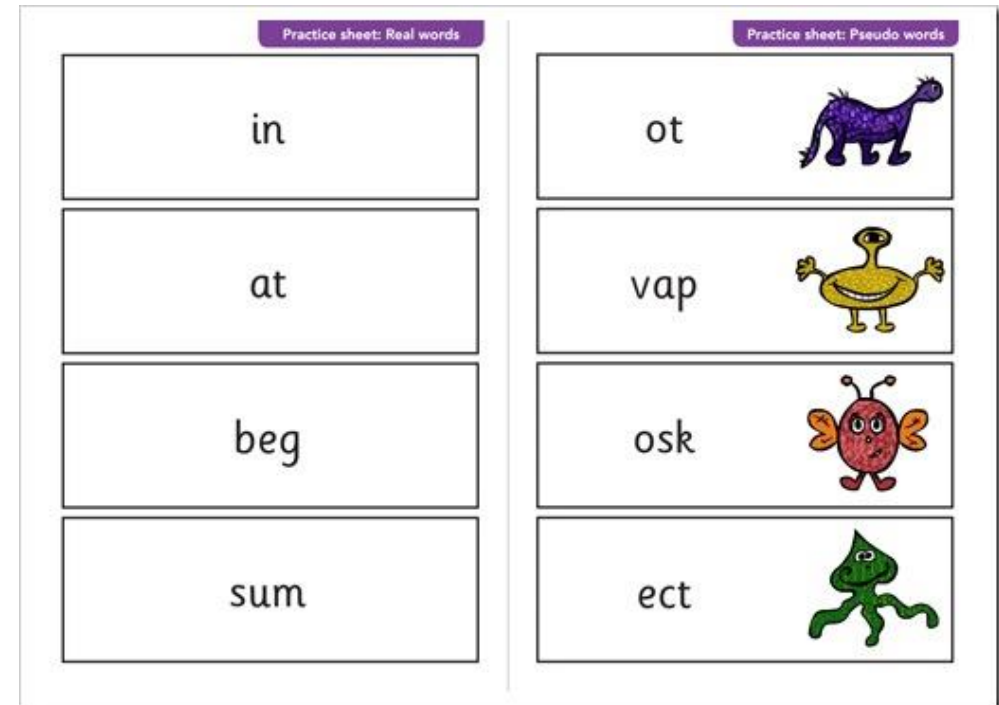 Practice sheet: Real words
in
at
beg
sum
Practice sheet: Pseudo words
ot
vap
osk
ect